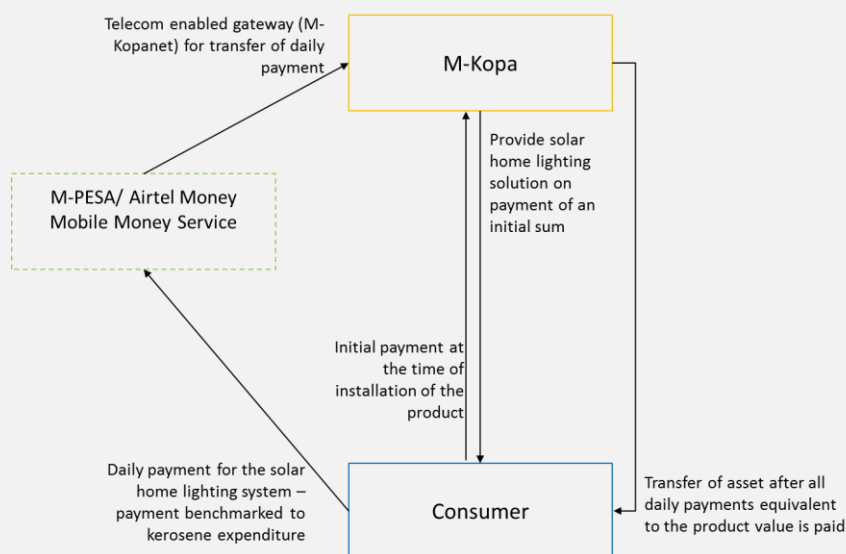 Telecom enabled gateway (M-
Kopanet) for transfer of daily
payment
M-Kopa
Provide solar
home lighting
solution on
payment of an
initial sum
M-PESA/ Airtel Money
Mobile Money Service
Initial payment at
the time of
installation of the
product
Daily payment for the solar
home lighting system –
payment benchmarked to
kerosene expenditure
Consumer
Transfer of asset after all
daily payments equivalent
to the product value is paid